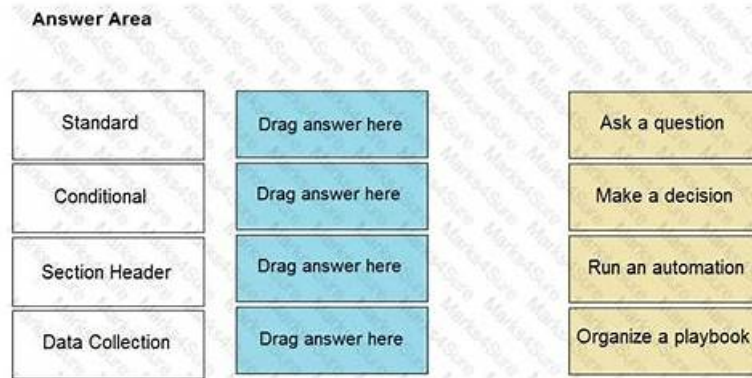 Answer Area
Standard Drag answer here Ask a question
Conditional Drag answer here Make a decision
Section Header Drag answer here Run an automation
Data Collection Drag answer here Organize a playbook
Marks4Sure